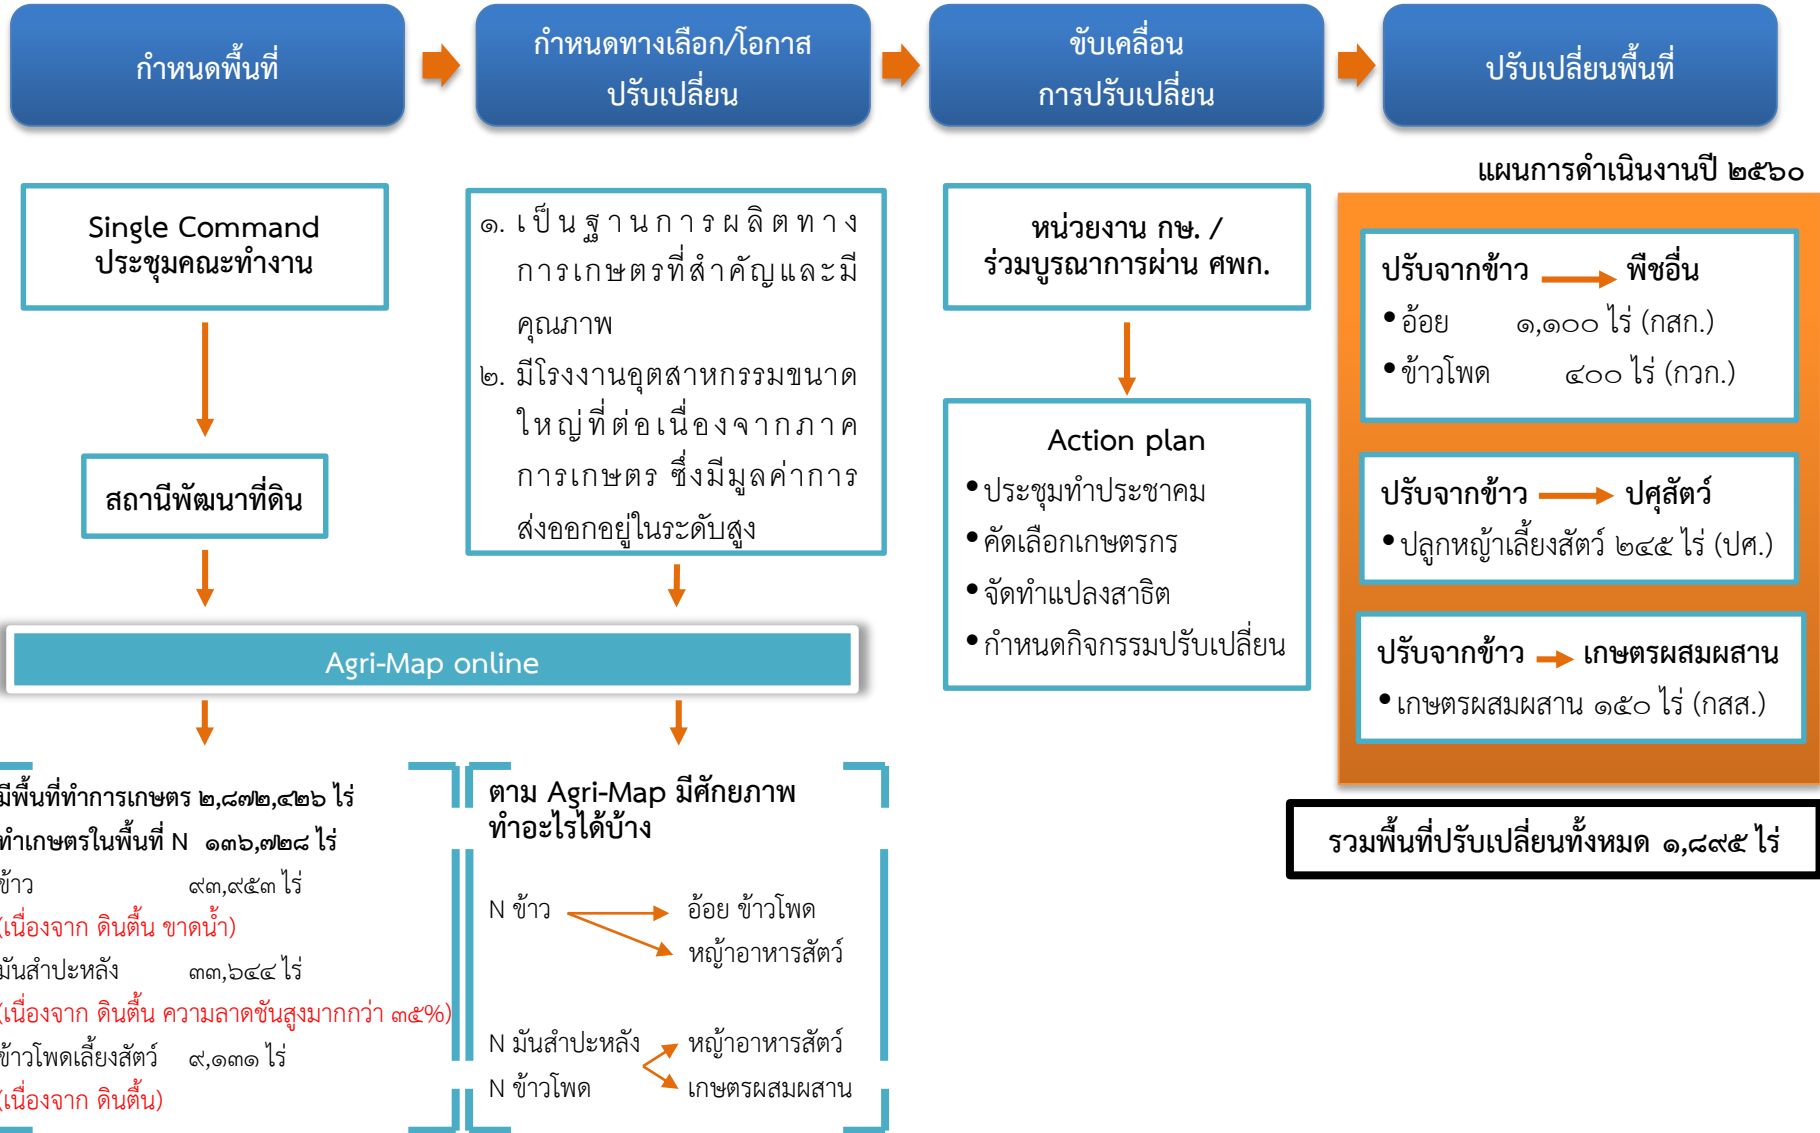 กำหนดพื้นที่
กำหนดทางเลือก/โอกาส
ปรับเปลี่ยน
ขับเคลื่อน
การปรับเปลี่ยน
ปรับเปลี่ยนพื้นที่
Single Command
ประชุมคณะทำงาน
สถานีพัฒนาที่ดิน
๑. เป็นฐานการผลิตทาง
การเกษตรที่สำคัญและมี
คุณภาพ
๒. มีโรงงานอุตสาหกรรมขนาด
ใหญ่ที่ต่อเนื่องจากภาค
การเกษตร ซึ่งมีมูลค่าการ
ส่งออกอยู่ในระดับสูง
Agri-Map online
มีพื้นที่ทำการเกษตร ๒,๘๗๒,๔๒๖ ไร่
ทำเกษตรในพื้นที่ N ๑๓๖,๗๒๘ ไร่
ข้าว ๙๓,๙๕๓ ไร่
(เนื่องจาก ดินตื้น ขาดน้ำ)
มันสำปะหลัง ๓๓,๖๔๔ ไร่
(เนื่องจาก ดินตื้น ความลาดชันสูงมากกว่า ๓๕%)
ข้าวโพดเลี้ยงสัตว์ ๙,๑๓๑ ไร่
(เนื่องจาก ดินตื้น)
ตาม Agri-Map มีศักยภาพ
ทำอะไรได้บ้าง
N ข้าว อ้อย ข้าวโพด
หญ้าอาหารสัตว์
N มันสำปะหลัง หญ้าอาหารสัตว์
N ข้าวโพด เกษตรผสมผสาน
หน่วยงาน กษ. /
ร่วมบูรณาการผ่าน ศพก.
Action plan
•ประชุมทำประชาคม
•คัดเลือกเกษตรกร
•จัดทำแปลงสาธิต
•กำหนดกิจกรรมปรับเปลี่ยน
แผนการดำเนินงานปี ๒๕๖๐
ปรับจากข้าว พืชอื่น
•อ้อย ๑,๑๐๐ ไร่ (กสก.)
•ข้าวโพด ๔๐๐ ไร่ (กวก.)
ปรับจากข้าว ปศุสัตว์
•ปลูกหญ้าเลี้ยงสัตว์ ๒๔๕ ไร่ (ปศ.)
ปรับจากข้าว เกษตรผสมผสาน
•เกษตรผสมผสาน ๑๕๐ ไร่ (กสส.)
รวมพื้นที่ปรับเปลี่ยนทั้งหมด ๑,๘๙๕ ไร่